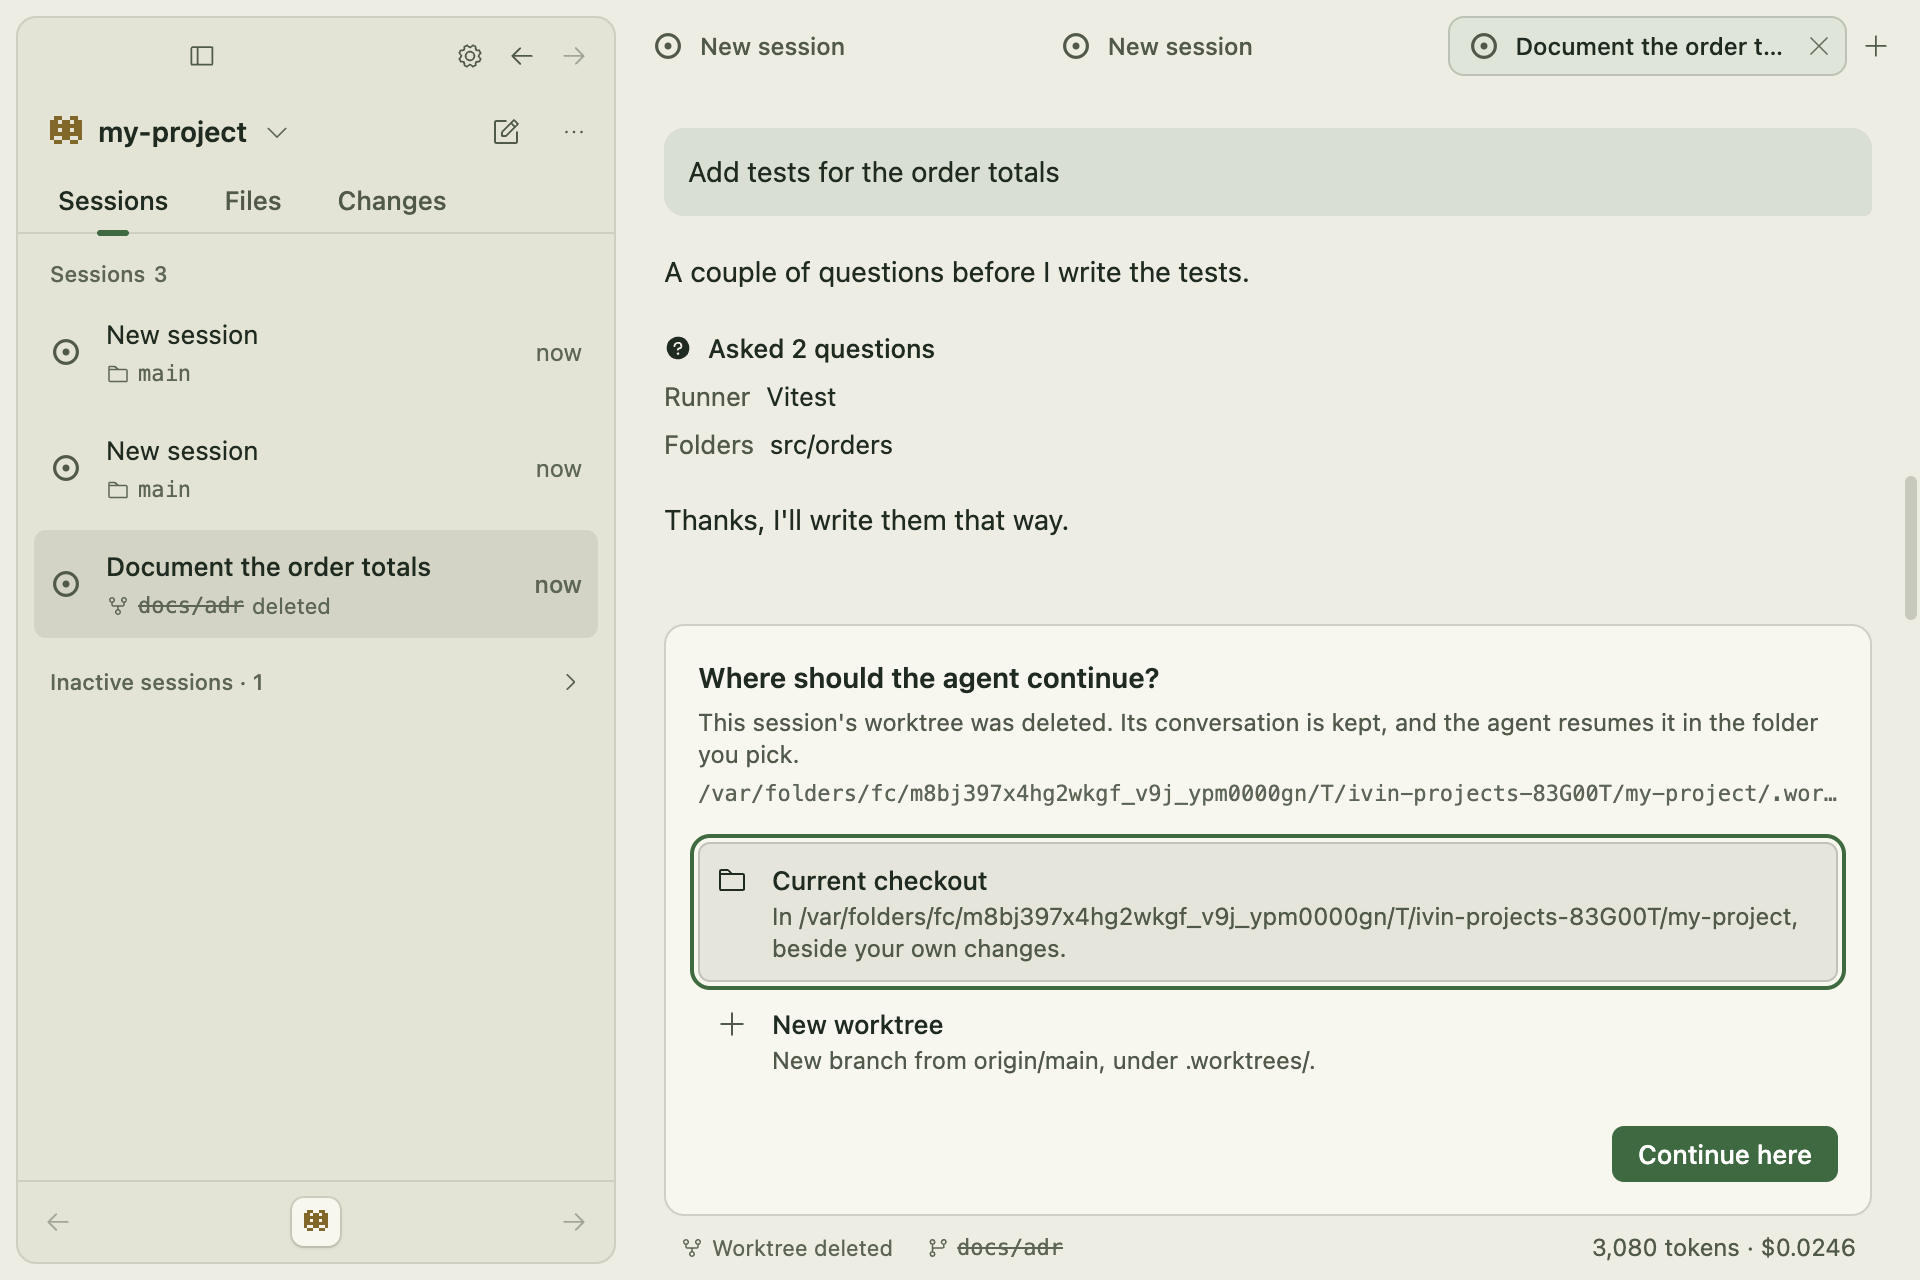 my-project
Sessions Files Changes
Sessions 3
New session
main
now
New session
main
now
Document the order totals
docs/adr deleted
now
Inactive sessions · 1
New session
New session
Document the order t...
Add tests for the order totals
A couple of questions before I write the tests.
Asked 2 questions
Runner Vitest
Folders src/orders
Thanks, I'll write them that way.
Where should the agent continue?
This session's worktree was deleted. Its conversation is kept, and the agent resumes it in the folder
you pick.
/var/folders/fc/m8bj397x4hg2wkgf_v9j_ypm0000gn/T/ivin-projects-83G00T/my-project/.wor…
Current checkout
In /var/folders/fc/m8bj397x4hg2wkgf_v9j_ypm0000gn/T/ivin-projects-83G00T/my-project,
beside your own changes.
New worktree
New branch from origin/main, under .worktrees/.
Continue here
Worktree deleted docs/adr
3,080 tokens · $0.0246